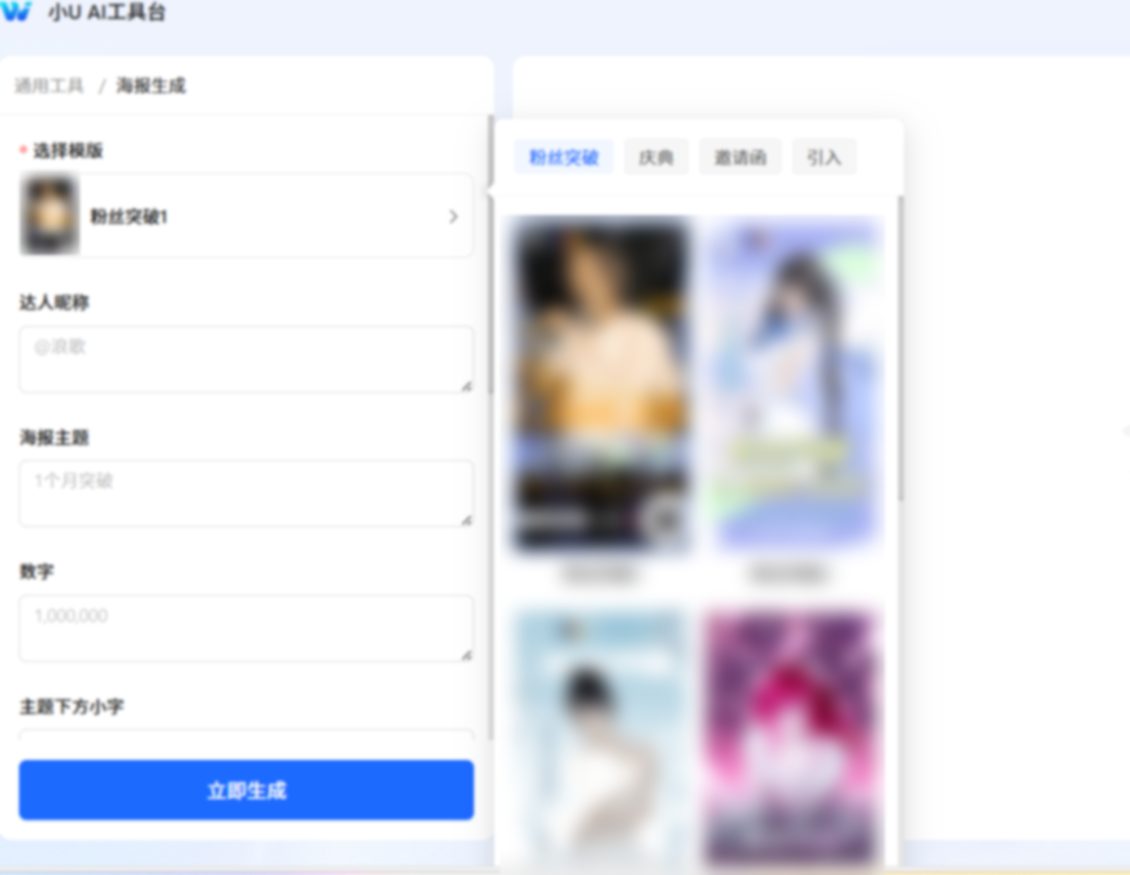 小U AI工具台
通用工具 / 海报生成
* 选择模版
粉丝突破1
达人昵称
@浪歌
海报主题
1个月突破
数字
1,000,000
主题下方小字
立即生成
粉丝突破 庆典 邀请函 引入